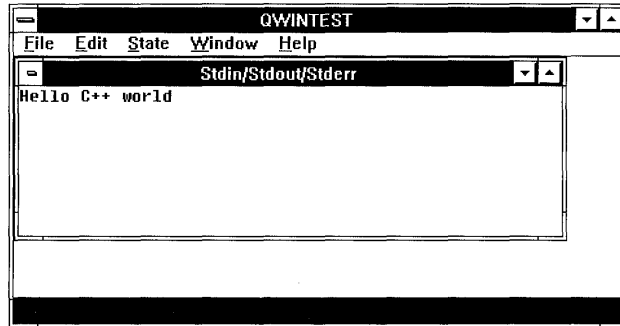 QWINTEST
File Edit State Window Help
Stdin/Stdout/Stderr
Hello C++ world